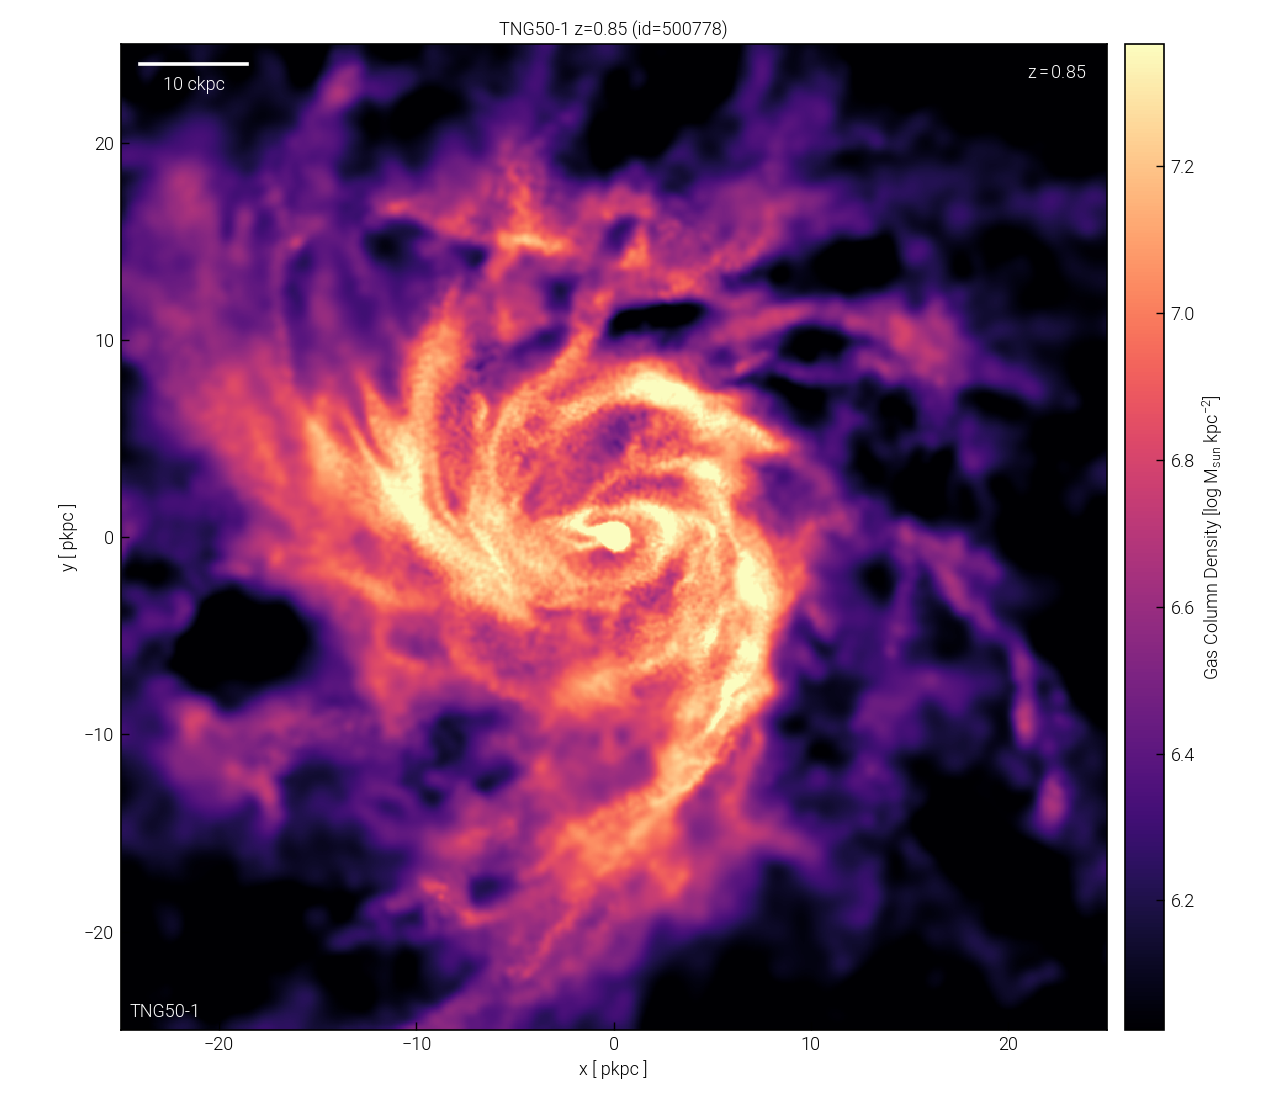 TNG50-1 z=0.85 (id=500778)
10 ckpc
z = 0.85
20
10
0
−10
−20
y [ pkpc ]
TNG50-1
−20
−10
0
10
20
x [ pkpc ]
7.2
7.0
6.8
6.6
6.4
6.2
Gas Column Density [log M_sun kpc^−2]